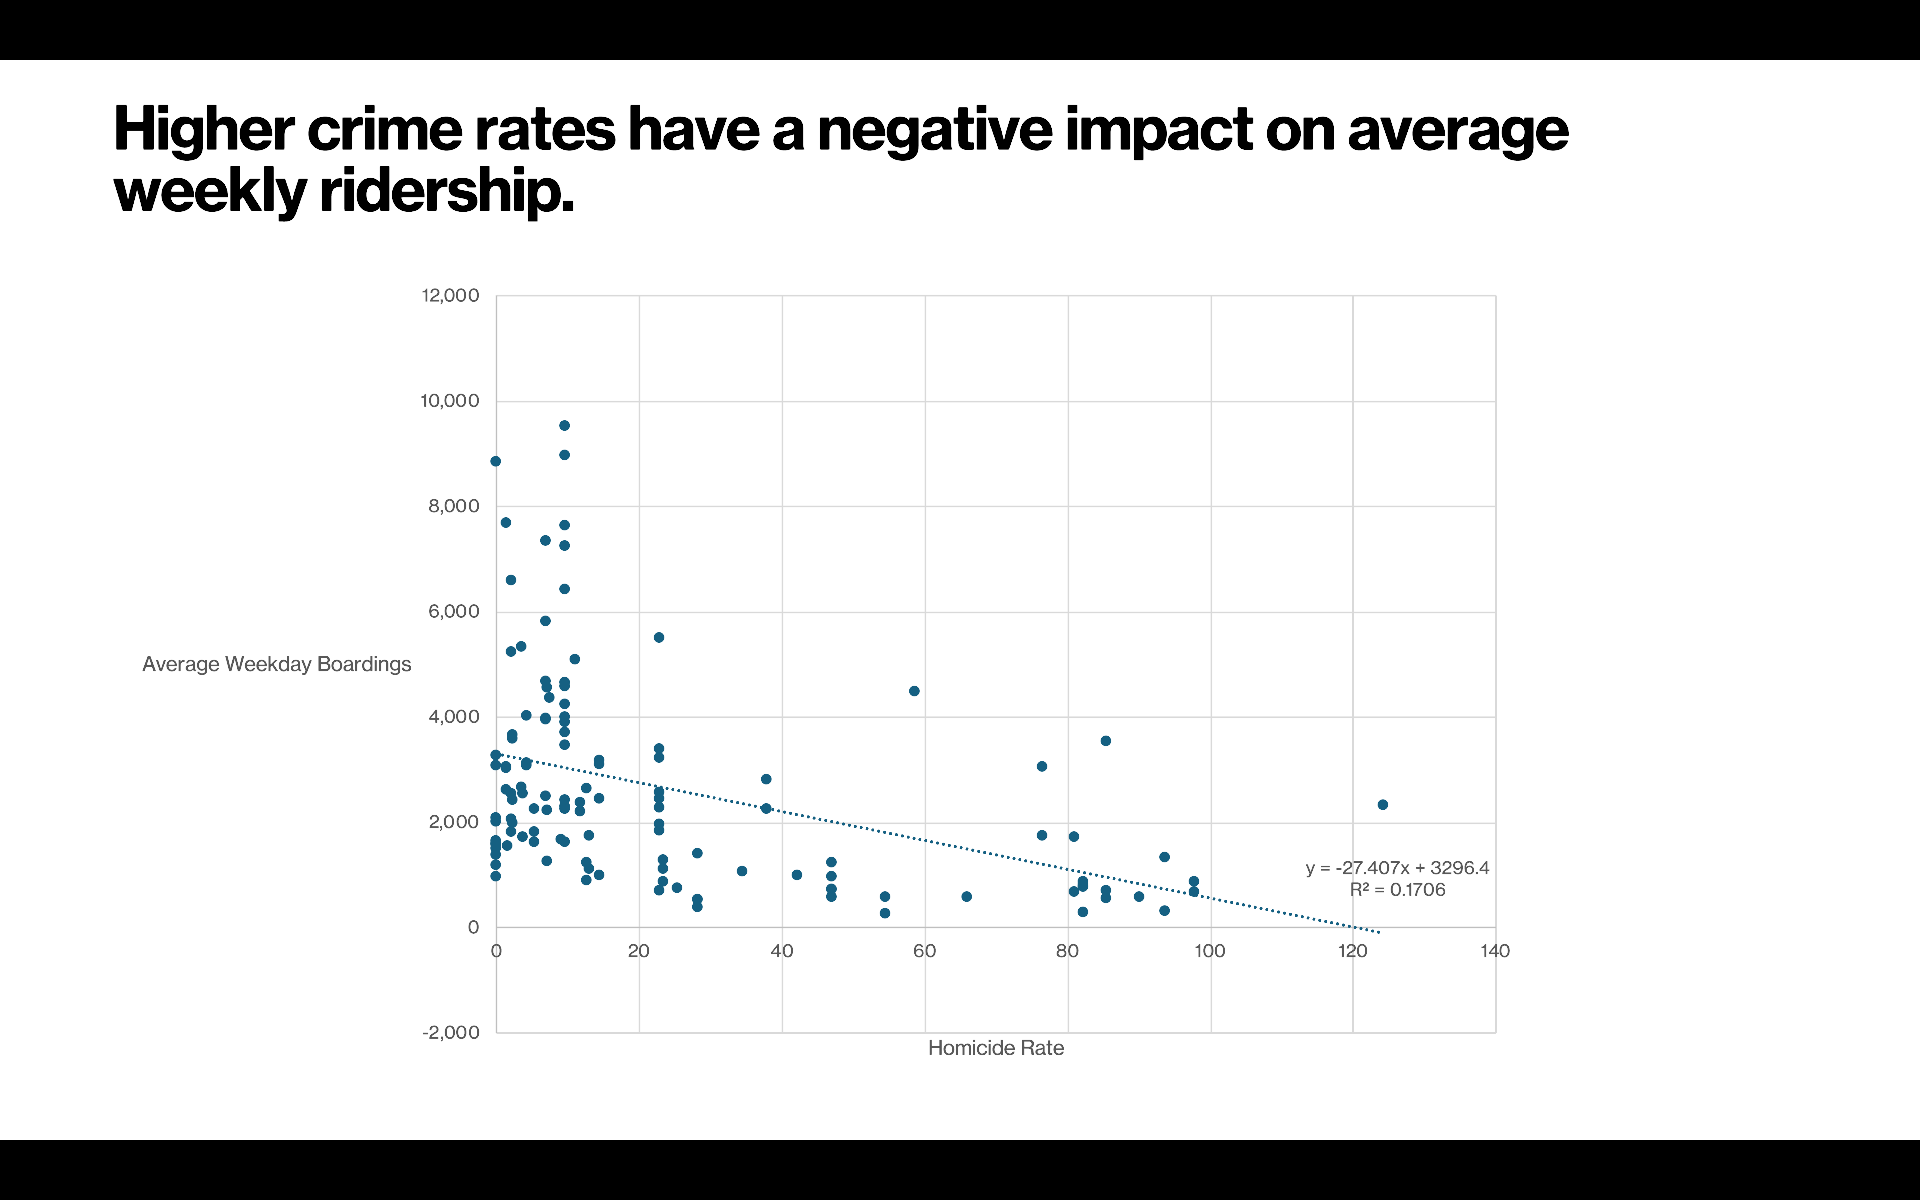 Higher crime rates have a negative impact on average
weekly ridership.
12,000
10,000
8,000
6,000
Average Weekday Boardings
4,000
2,000
y = -27.407x + 3296.4
R² = 0.1706
0
0 20 40 60 80 100 120 140
-2,000
Homicide Rate